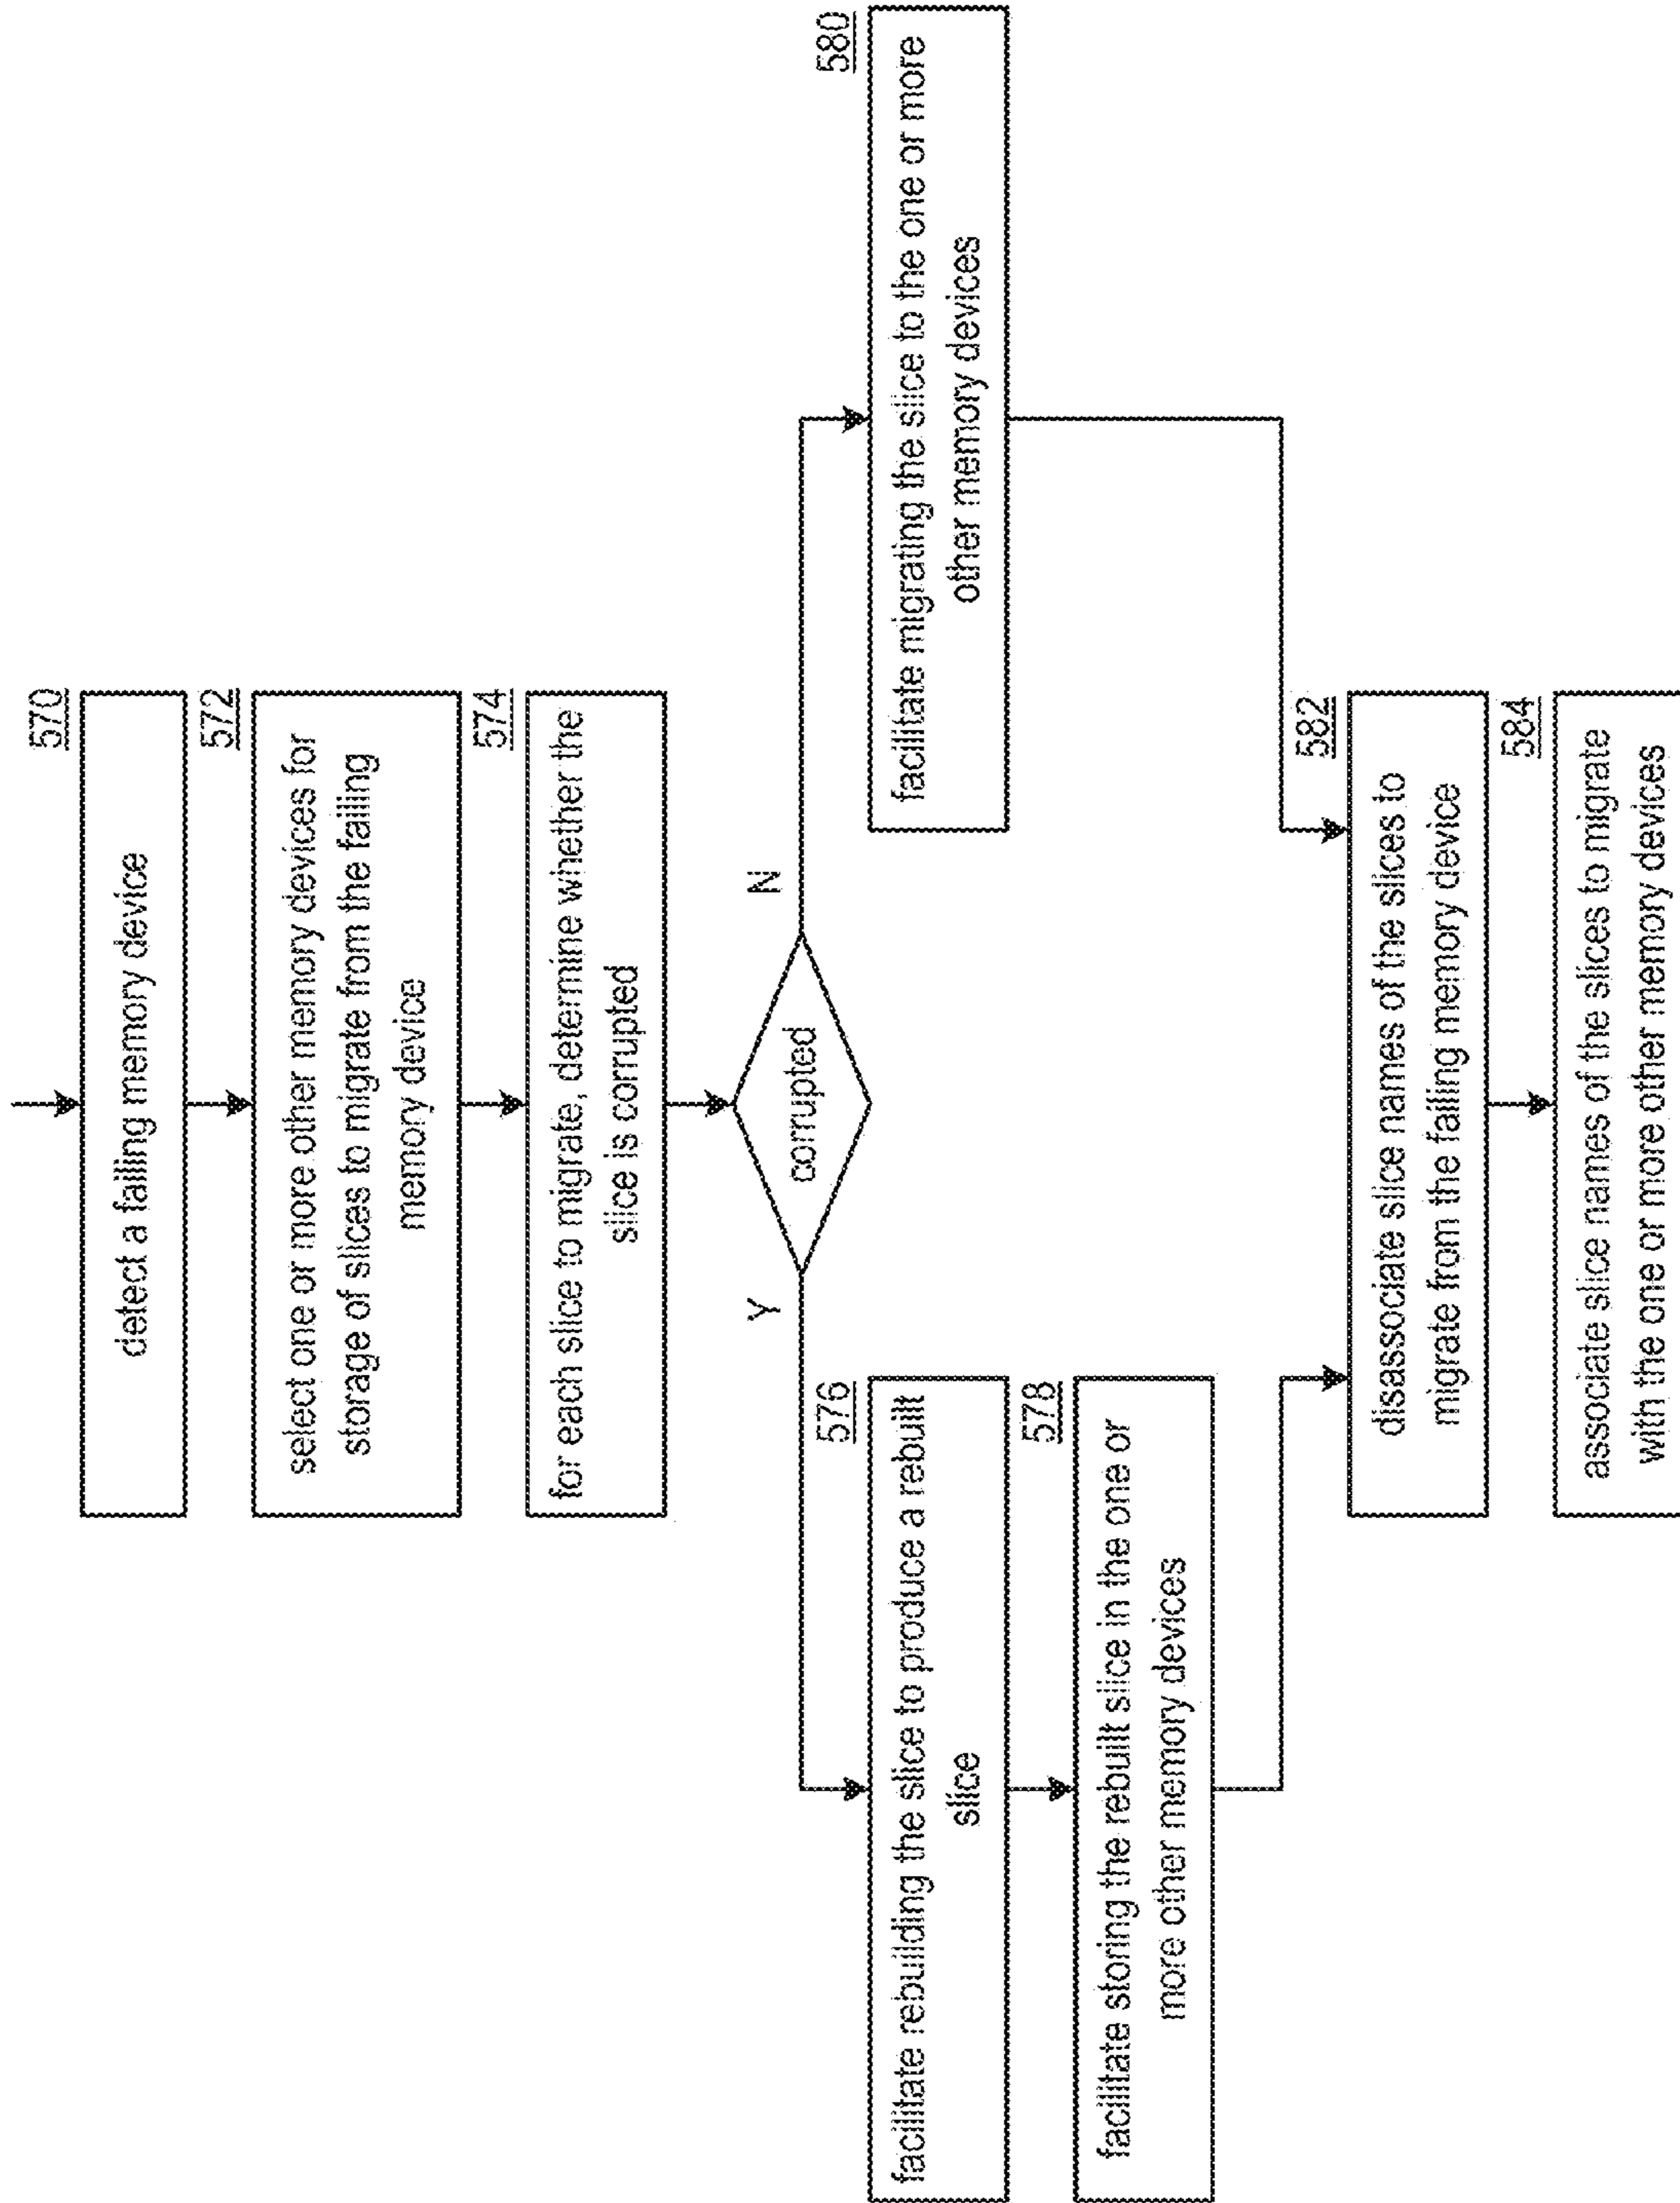 570
detect a failing memory device
572
select one or more other memory devices for
storage of slices to migrate from the failing
memory device
574
for each slice to migrate, determine whether the
slice is corrupted
corrupted
Y
N
576
facilitate rebuilding the slice to produce a rebuilt
slice
578
facilitate storing the rebuilt slice in the one or
more other memory devices
580
facilitate migrating the slice to the one or more
other memory devices
582
disassociate slice names of the slices to
migrate from the failing memory device
584
associate slice names of the slices to migrate
with the one or more other memory devices